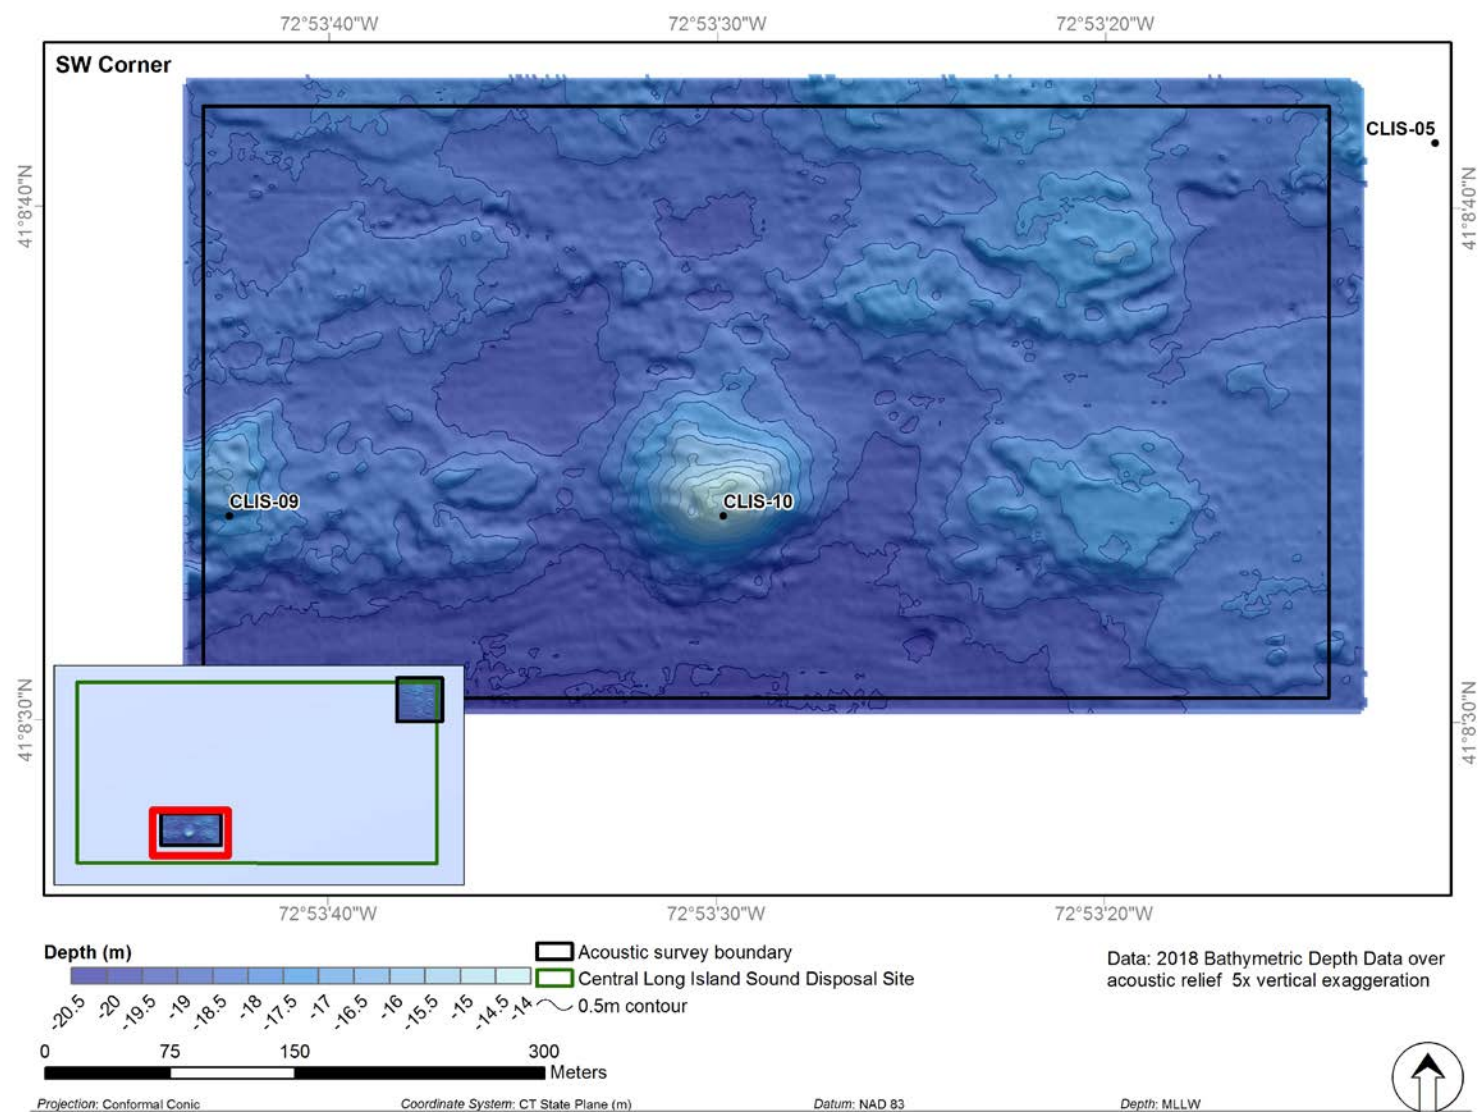 72°53'40"W 72°53'30"W 72°53'20"W
SW Corner
CLIS-05
41°8'40"N 41°8'40"N
CLIS-09 CLIS-10
41°8'30"N 41°8'30"N
72°53'40"W 72°53'30"W 72°53'20"W
Depth (m)
-20.5 -20 -19.5 -19 -18.5 -18 -17.5 -17 -16.5 -16 -15.5 -15 -14.5 -14
Acoustic survey boundary
Central Long Island Sound Disposal Site
0.5m contour
Data: 2018 Bathymetric Depth Data over
acoustic relief 5x vertical exaggeration
0 75 150 300
Meters
Projection: Conformal Conic Coordinate System: CT State Plane (m) Datum: NAD 83 Depth: MLLW